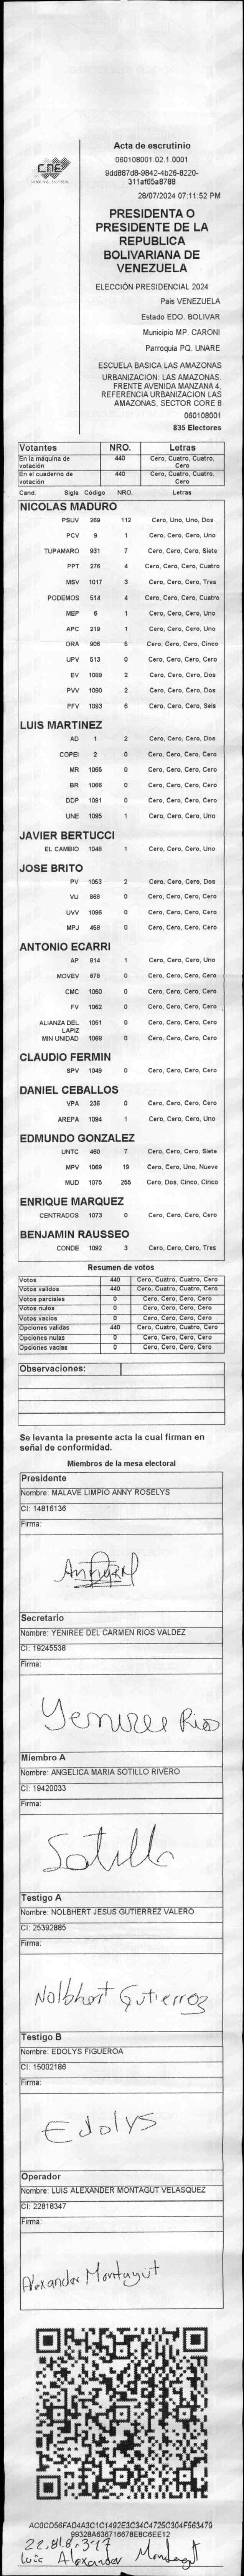 CNE
Acta de escrutinio
060108001.02.1.0001
9dd887d8-9842-4b26-8220-
311af65a8788
28/07/2024 07:11:52 PM
PRESIDENTA O
PRESIDENTE DE LA
REPUBLICA
BOLIVARIANA DE
VENEZUELA
ELECCIÓN PRESIDENCIAL 2024
País VENEZUELA
Estado EDO. BOLIVAR
Municipio MP. CARONI
Parroquia PQ. UNARE
ESCUELA BASICA LAS AMAZONAS
URBANIZACION: LAS AMAZONAS.
FRENTE AVENIDA MANZANA 4.
REFERENCIA URBANIZACION LAS
AMAZONAS, SECTOR CORE 8
060108001
835 Electores
Votantes NRO. Letras
En la máquina de votación 440 Cero, Cuatro, Cuatro, Cero
En el cuaderno de votación 440 Cero, Cuatro, Cuatro, Cero
Cand. Sigla Código NRO. Letras
NICOLAS MADURO
PSUV 269 112 Cero, Uno, Uno, Dos
PCV 9 1 Cero, Cero, Cero, Uno
TUPAMARO 931 7 Cero, Cero, Cero, Siete
PPT 276 4 Cero, Cero, Cero, Cuatro
MSV 1017 3 Cero, Cero, Cero, Tres
PODEMOS 514 4 Cero, Cero, Cero, Cuatro
MEP 6 1 Cero, Cero, Cero, Uno
APC 219 1 Cero, Cero, Cero, Uno
ORA 906 5 Cero, Cero, Cero, Cinco
UPV 513 0 Cero, Cero, Cero, Cero
EV 1089 2 Cero, Cero, Cero, Dos
PVV 1090 2 Cero, Cero, Cero, Dos
PFV 1093 6 Cero, Cero, Cero, Seis
LUIS MARTINEZ
AD 1 2 Cero, Cero, Cero, Dos
COPEI 2 0 Cero, Cero, Cero, Cero
MR 1065 0 Cero, Cero, Cero, Cero
BR 1066 0 Cero, Cero, Cero, Cero
DDP 1091 0 Cero, Cero, Cero, Cero
UNE 1095 1 Cero, Cero, Cero, Uno
JAVIER BERTUCCI
EL CAMBIO 1048 1 Cero, Cero, Cero, Uno
JOSE BRITO
PV 1053 2 Cero, Cero, Cero, Dos
VU 868 0 Cero, Cero, Cero, Cero
UVV 1096 0 Cero, Cero, Cero, Cero
MPJ 458 0 Cero, Cero, Cero, Cero
ANTONIO ECARRI
AP 814 1 Cero, Cero, Cero, Uno
MOVEV 878 0 Cero, Cero, Cero, Cero
CMC 1050 0 Cero, Cero, Cero, Cero
FV 1062 0 Cero, Cero, Cero, Cero
ALIANZA DEL LAPIZ 1051 0 Cero, Cero, Cero, Cero
MIN UNIDAD 1068 0 Cero, Cero, Cero, Cero
CLAUDIO FERMIN
SPV 1049 0 Cero, Cero, Cero, Cero
DANIEL CEBALLOS
VPA 236 0 Cero, Cero, Cero, Cero
AREPA 1094 1 Cero, Cero, Cero, Uno
EDMUNDO GONZALEZ
UNTC 460 7 Cero, Cero, Cero, Siete
MPV 1069 19 Cero, Cero, Uno, Nueve
MUD 1075 255 Cero, Dos, Cinco, Cinco
ENRIQUE MARQUEZ
CENTRADOS 1073 0 Cero, Cero, Cero, Cero
BENJAMIN RAUSSEO
CONDE 1092 3 Cero, Cero, Cero, Tres
Resumen de votos
Votos 440 Cero, Cuatro, Cuatro, Cero
Votos validos 440 Cero, Cuatro, Cuatro, Cero
Votos parciales 0 Cero, Cero, Cero, Cero
Votos nulos 0 Cero, Cero, Cero, Cero
Votos vacios 0 Cero, Cero, Cero, Cero
Opciones validas 440 Cero, Cuatro, Cuatro, Cero
Opciones nulas 0 Cero, Cero, Cero, Cero
Opciones vacias 0 Cero, Cero, Cero, Cero
Observaciones:
Se levanta la presente acta la cual firman en
señal de conformidad.
Miembros de la mesa electoral
Presidente
Nombre: MALAVE LIMPIO ANNY ROSELYS
CI: 14816136
Firma:
Secretario
Nombre: YENIREE DEL CARMEN RIOS VALDEZ
CI: 19245538
Firma:
Yeniree Rios
Miembro A
Nombre: ANGELICA MARIA SOTILLO RIVERO
CI: 19420033
Firma:
Sotillo
Testigo A
Nombre: NOLBHERT JESUS GUTIERREZ VALERO
CI: 25392885
Firma:
Nolbhert Gutierrez
Testigo B
Nombre: EDOLYS FIGUEROA
CI: 15002186
Firma:
Edolys
Operador
Nombre: LUIS ALEXANDER MONTAGUT VELASQUEZ
CI: 22818347
Firma:
Alexander Montagut
AC0CD56FAD4A3C1C1492E3C34C4725C304F563479
99328A636716678E8C6EE12
22.818.347
Luis Alexander Montagut